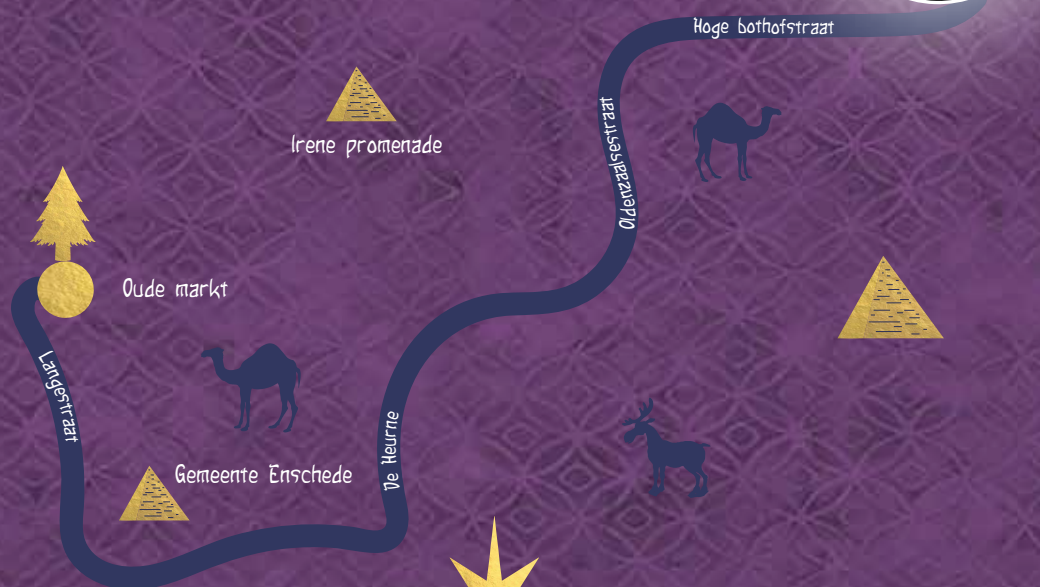 Hoge bothofstraat
Irene promenade
Oldenzaalsestraat
Oude markt
Langestraat
De Heurne
Gemeente Enschede